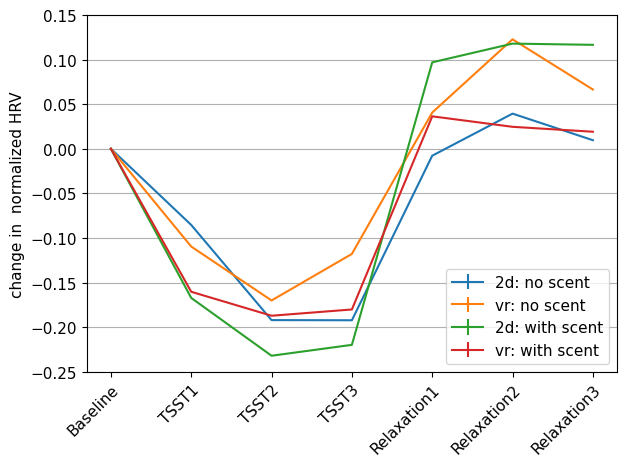 change in  normalized HRV
0.15
0.10
0.05
0.00
−0.05
−0.10
−0.15
−0.20
−0.25
2d: no scent
vr: no scent
2d: with scent
vr: with scent
Baseline
TSST1
TSST2
TSST3
Relaxation1
Relaxation2
Relaxation3